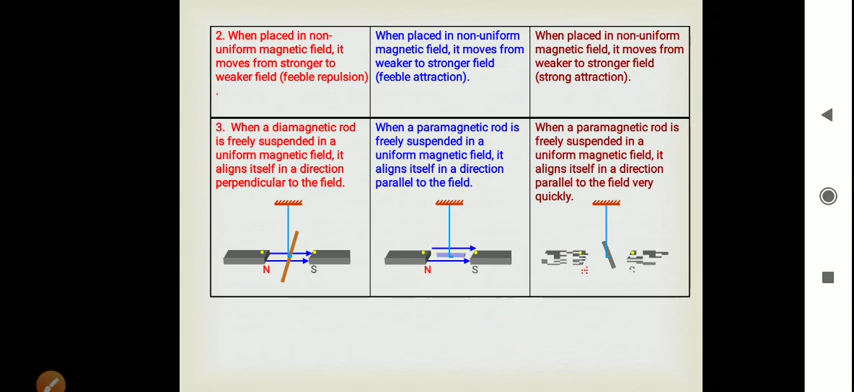 2. When placed in non-
uniform magnetic field, it
moves from stronger to
weaker field (feeble repulsion)
.
When placed in non-uniform
magnetic field, it moves from
weaker to stronger field
(feeble attraction).
When placed in non-uniform
magnetic field, it moves from
weaker to stronger field
(strong attraction).
3. When a diamagnetic rod
is freely suspended in a
uniform magnetic field, it
aligns itself in a direction
perpendicular to the field.
N
S
When a paramagnetic rod is
freely suspended in a
uniform magnetic field, it
aligns itself in a direction
parallel to the field.
N
S
When a paramagnetic rod is
freely suspended in a
uniform magnetic field, it
aligns itself in a direction
parallel to the field very
quickly.